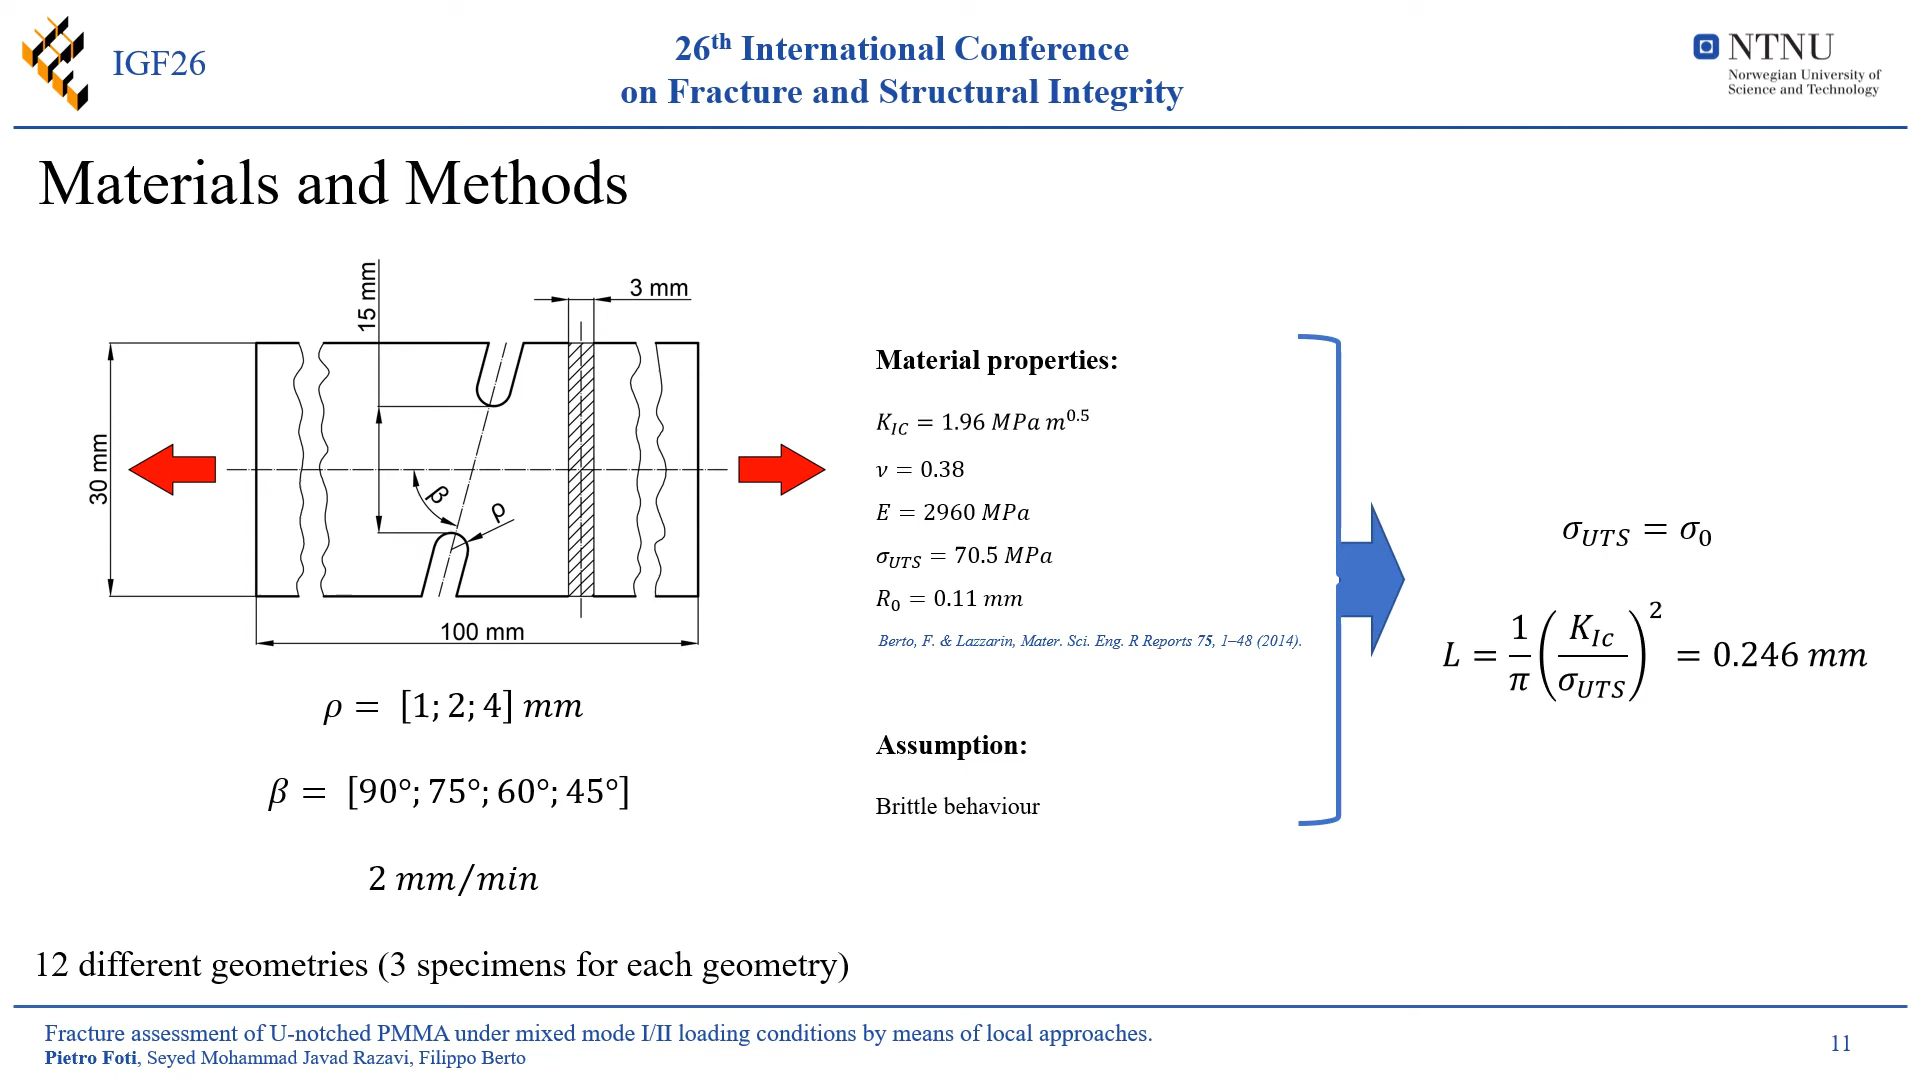 IGF26
26th International Conference
on Fracture and Structural Integrity
NTNU
Norwegian University of
Science and Technology
Materials and Methods
15 mm
3 mm
30 mm
β
ρ
100 mm
ρ = [1; 2; 4] mm
β = [90°; 75°; 60°; 45°]
2 mm/min
12 different geometries (3 specimens for each geometry)
Material properties:
K_IC = 1.96 MPa m^0.5
ν = 0.38
E = 2960 MPa
σ_UTS = 70.5 MPa
R_0 = 0.11 mm
Berto, F. & Lazzarin, Mater. Sci. Eng. R Reports 75, 1–48 (2014).
Assumption:
Brittle behaviour
σ_UTS = σ_0
L = 1/π (K_Ic/σ_UTS)^2 = 0.246 mm
Fracture assessment of U-notched PMMA under mixed mode I/II loading conditions by means of local approaches.
Pietro Foti, Seyed Mohammad Javad Razavi, Filippo Berto
11